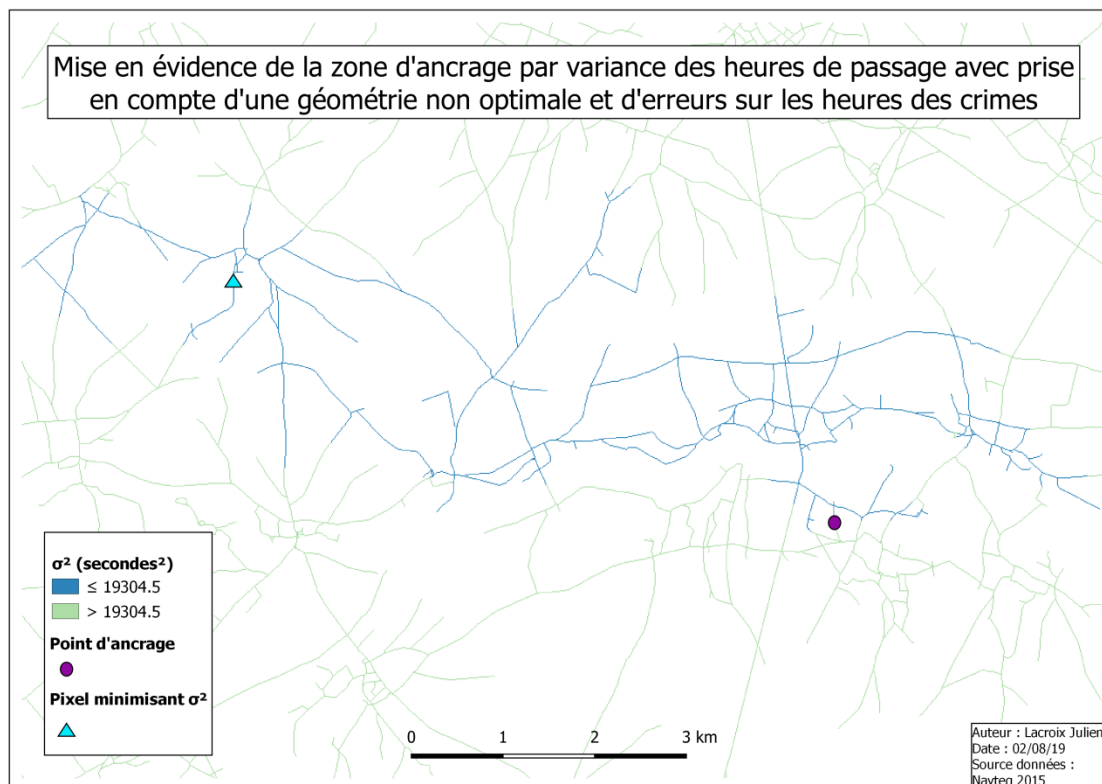 Mise en évidence de la zone d'ancrage par variance des heures de passage avec prise
en compte d'une géométrie non optimale et d'erreurs sur les heures des crimes
σ² (secondes²)
≤ 19304.5
> 19304.5
Point d'ancrage
Pixel minimisant σ²
0 1 2 3 km
Auteur : Lacroix Julien
Date : 02/08/19
Source données :
Navteq 2015